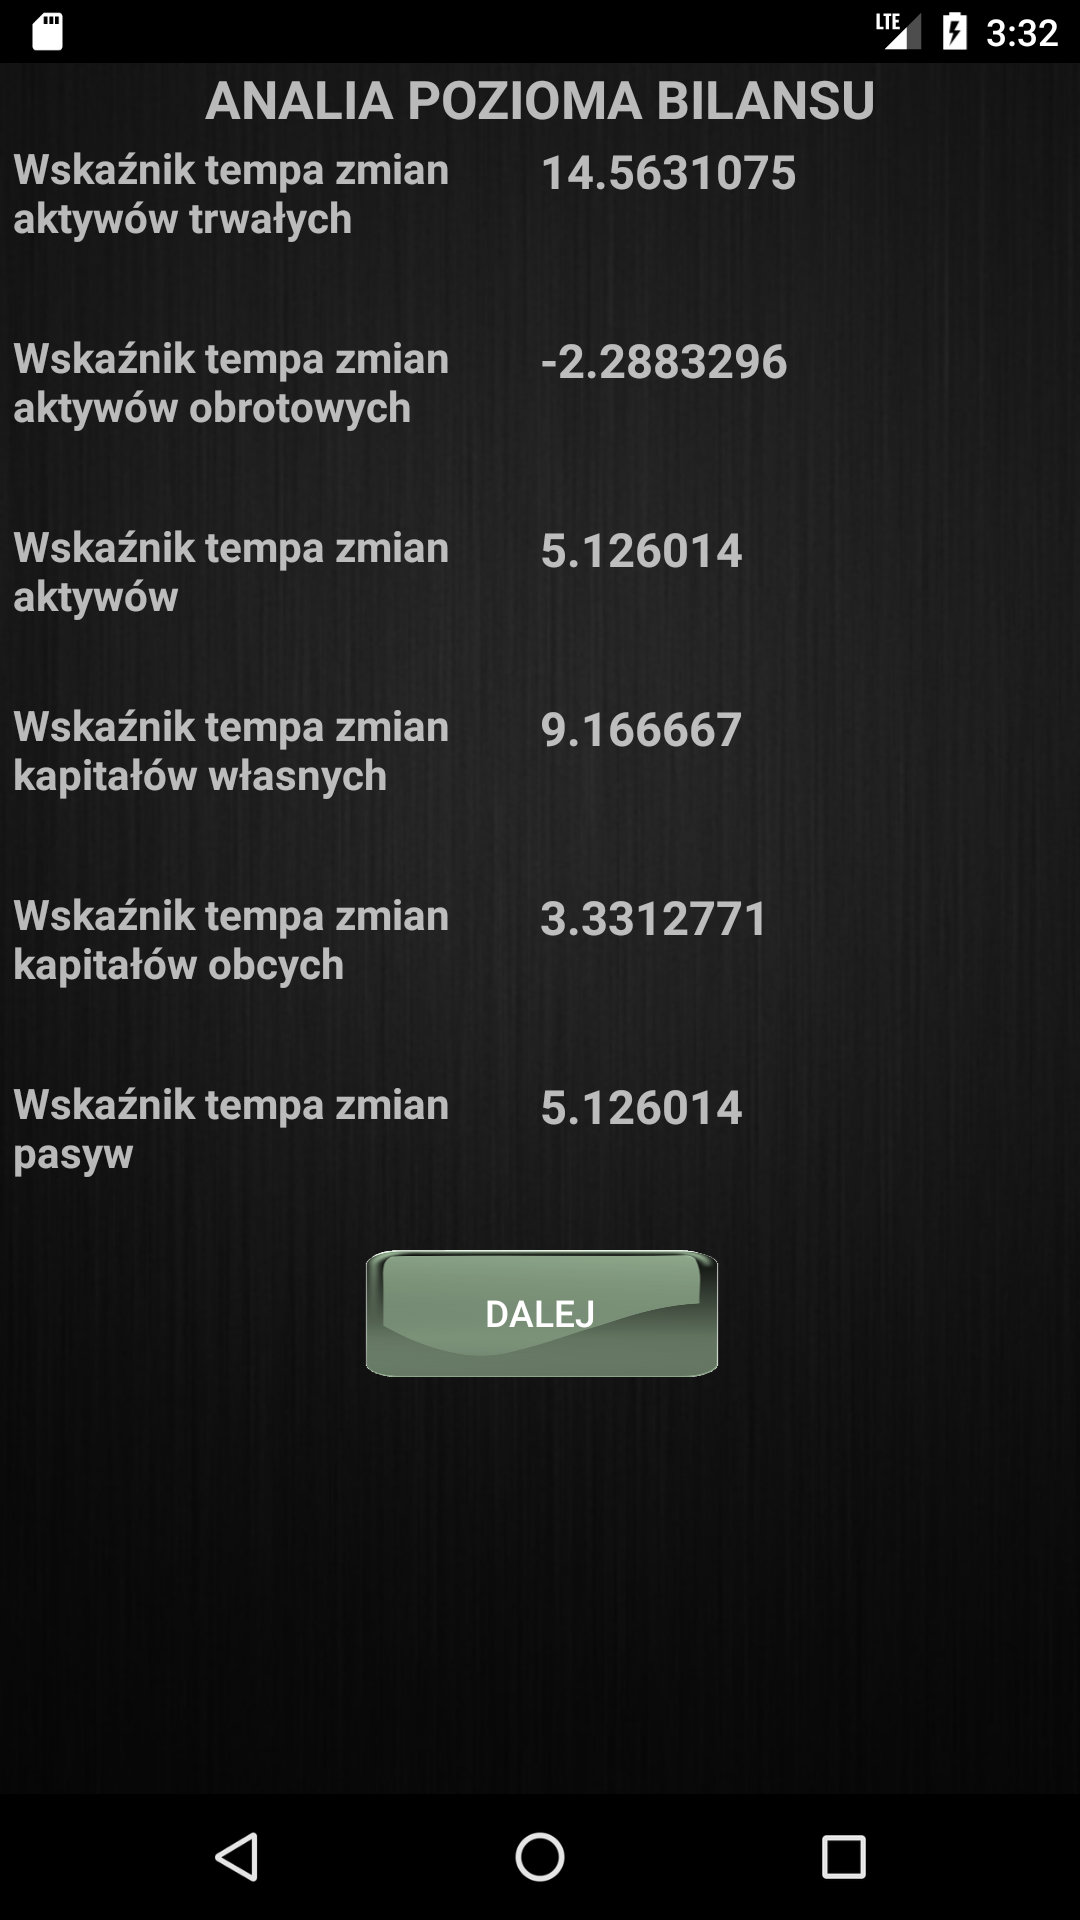 LTE 3:32
ANALIA POZIOMA BILANSU
Wskaźnik tempa zmian 14.5631075
aktywów trwałych
Wskaźnik tempa zmian -2.2883296
aktywów obrotowych
Wskaźnik tempa zmian 5.126014
aktywów
Wskaźnik tempa zmian 9.166667
kapitałów własnych
Wskaźnik tempa zmian 3.3312771
kapitałów obcych
Wskaźnik tempa zmian 5.126014
pasyw
DALEJ